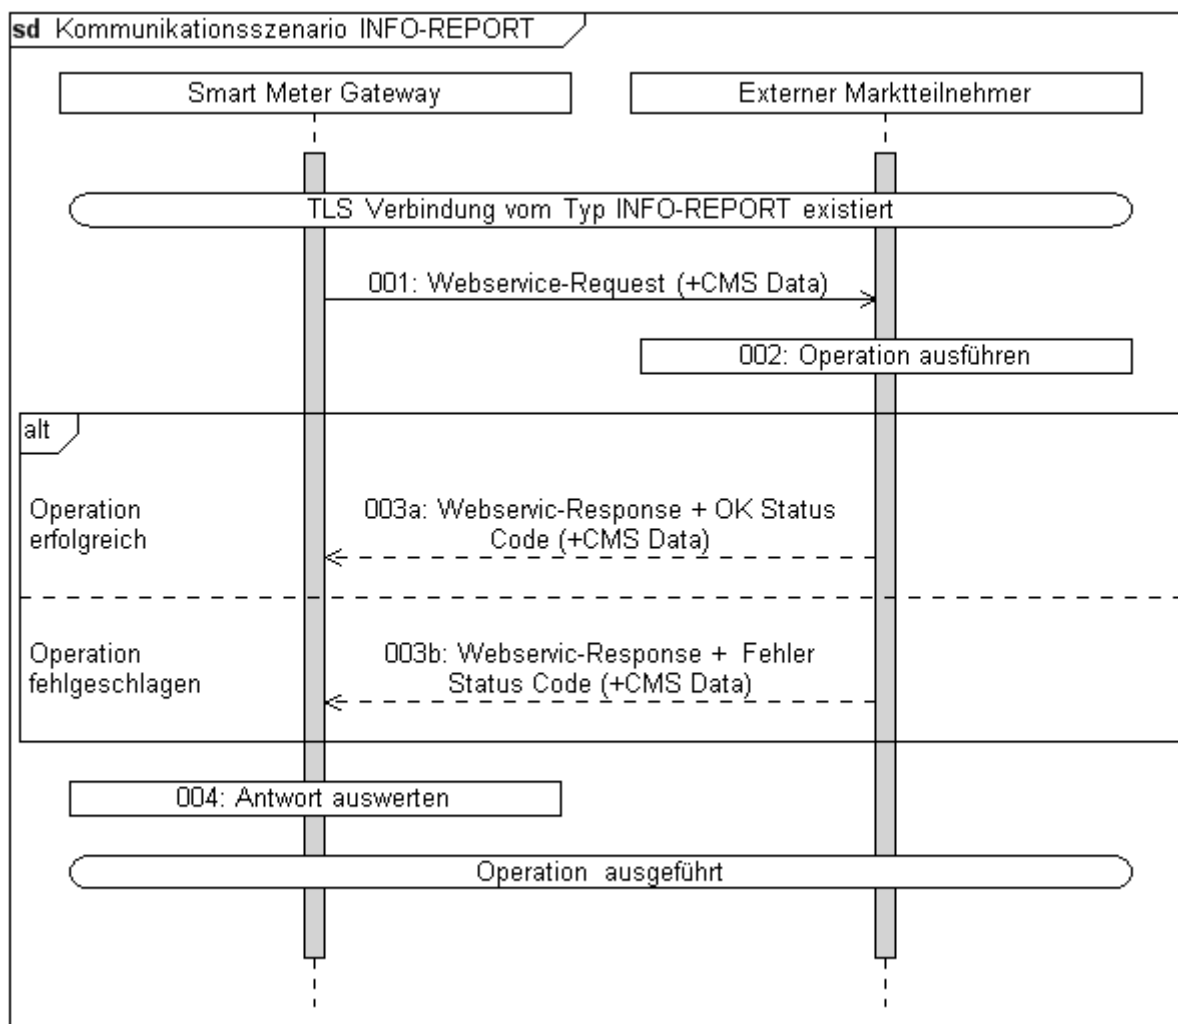 sd Kommunikationsszenario INFO-REPORT
Smart Meter Gateway
Externer Marktteilnehmer
TLS Verbindung vom Typ INFO-REPORT existiert
001: Webservice-Request (+CMS Data)
002: Operation ausführen
alt
Operation
erfolgreich
003a: Webservic-Response + OK Status
Code (+CMS Data)
Operation
fehlgeschlagen
003b: Webservic-Response + Fehler
Status Code (+CMS Data)
004: Antwort auswerten
Operation ausgeführt